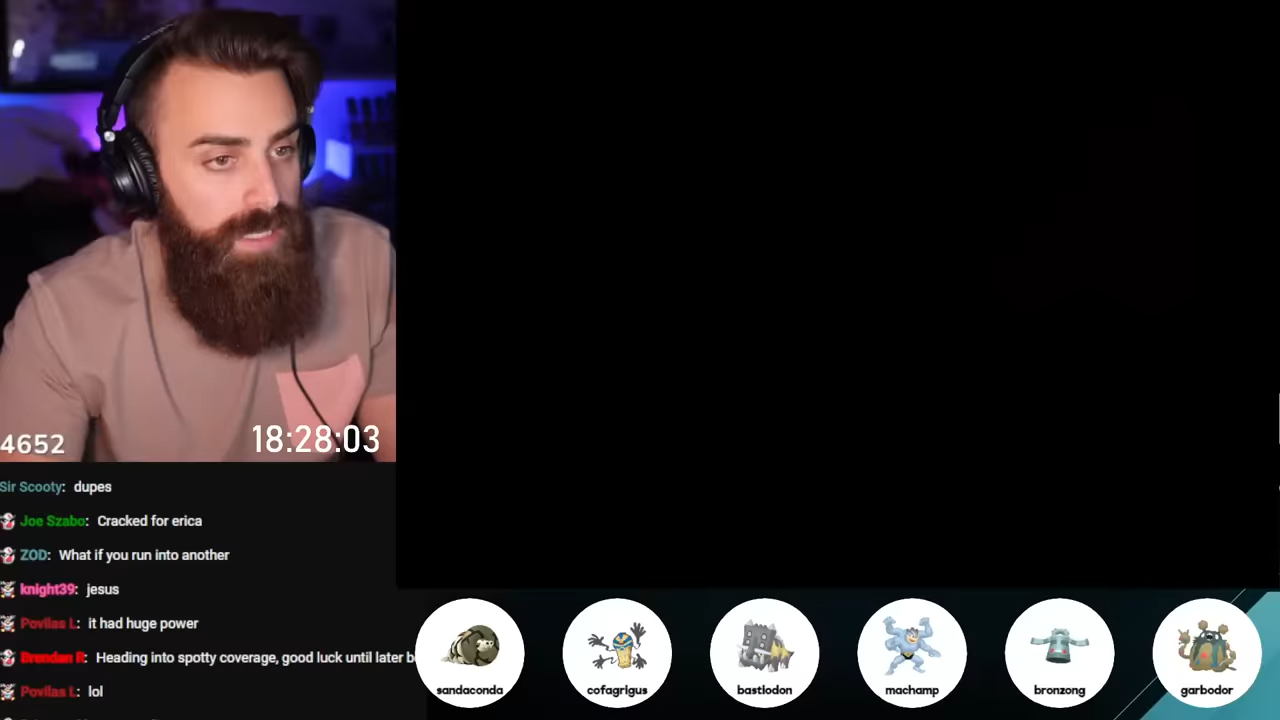 4652
18:28:03
Sir Scooty: dupes
Joe Szabo: Cracked for erica
ZOD: What if you run into another
knight39: jesus
Povilas L: it had huge power
Brendan R: Heading into spotty coverage, good luck until later b
Povilas L: lol
sandaconda
cofagrigus
bastiodon
machamp
bronzong
garbodor